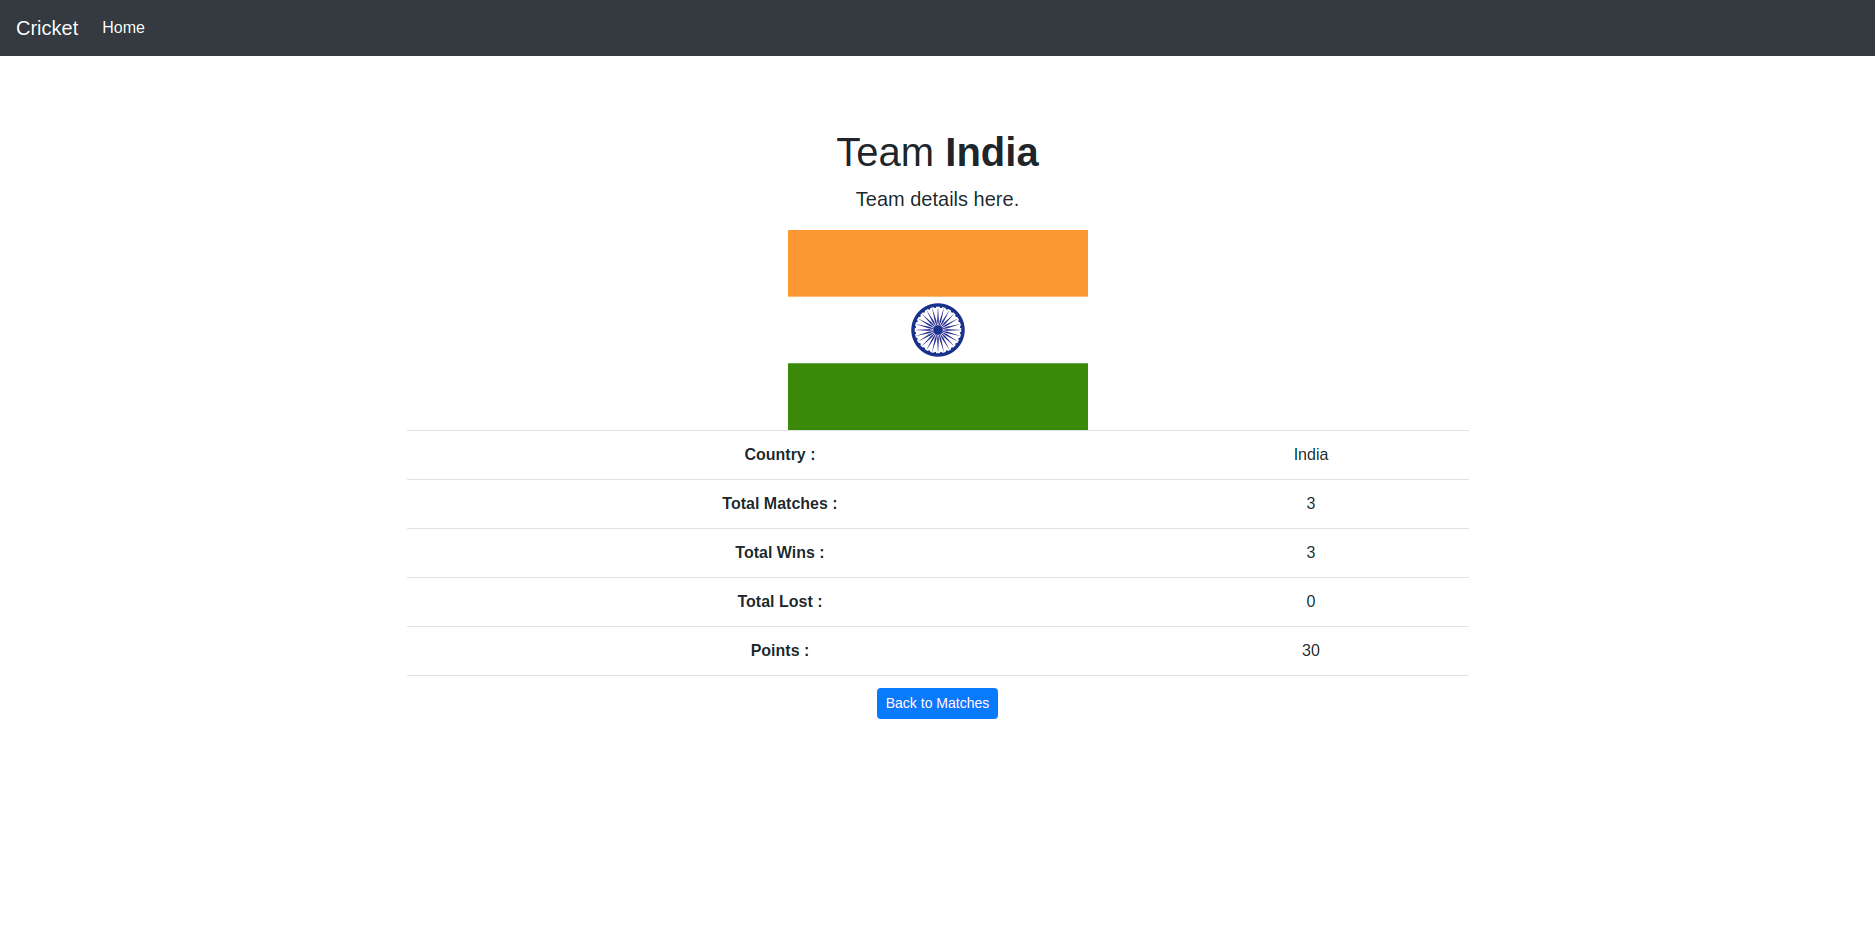 Cricket Home
Team India
Team details here.
Country : India
Total Matches : 3
Total Wins : 3
Total Lost : 0
Points : 30
Back to Matches